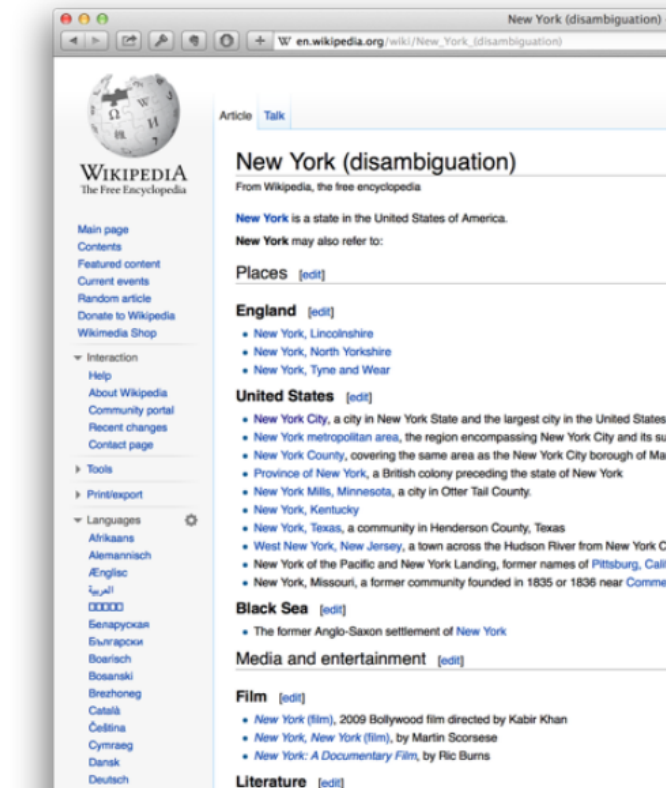 New York (disambiguation)
en.wikipedia.org/wiki/New_York_(disambiguation)
WIKIPEDIA
The Free Encyclopedia
Main page
Contents
Featured content
Current events
Random article
Donate to Wikipedia
Wikimedia Shop
Interaction
Help
About Wikipedia
Community portal
Recent changes
Contact page
Tools
Print/export
Languages
Afrikaans
Alemannisch
Ænglisc
العربية
Беларуская
Български
Boarisch
Bosanski
Brezhoneg
Català
Čeština
Cymraeg
Dansk
Deutsch
Article Talk
New York (disambiguation)
From Wikipedia, the free encyclopedia
New York is a state in the United States of America.
New York may also refer to:
Places [edit]
England [edit]
New York, Lincolnshire
New York, North Yorkshire
New York, Tyne and Wear
United States [edit]
New York City, a city in New York State and the largest city in the United States
New York metropolitan area, the region encompassing New York City and its su
New York County, covering the same area as the New York City borough of Ma
Province of New York, a British colony preceding the state of New York
New York Mills, Minnesota, a city in Otter Tail County.
New York, Kentucky
New York, Texas, a community in Henderson County, Texas
West New York, New Jersey, a town across the Hudson River from New York C
New York of the Pacific and New York Landing, former names of Pittsburg, Cali
New York, Missouri, a former community founded in 1835 or 1836 near Comme
Black Sea [edit]
The former Anglo-Saxon settlement of New York
Media and entertainment [edit]
Film [edit]
New York (film), 2009 Bollywood film directed by Kabir Khan
New York, New York (film), by Martin Scorsese
New York: A Documentary Film, by Ric Burns
Literature [edit]